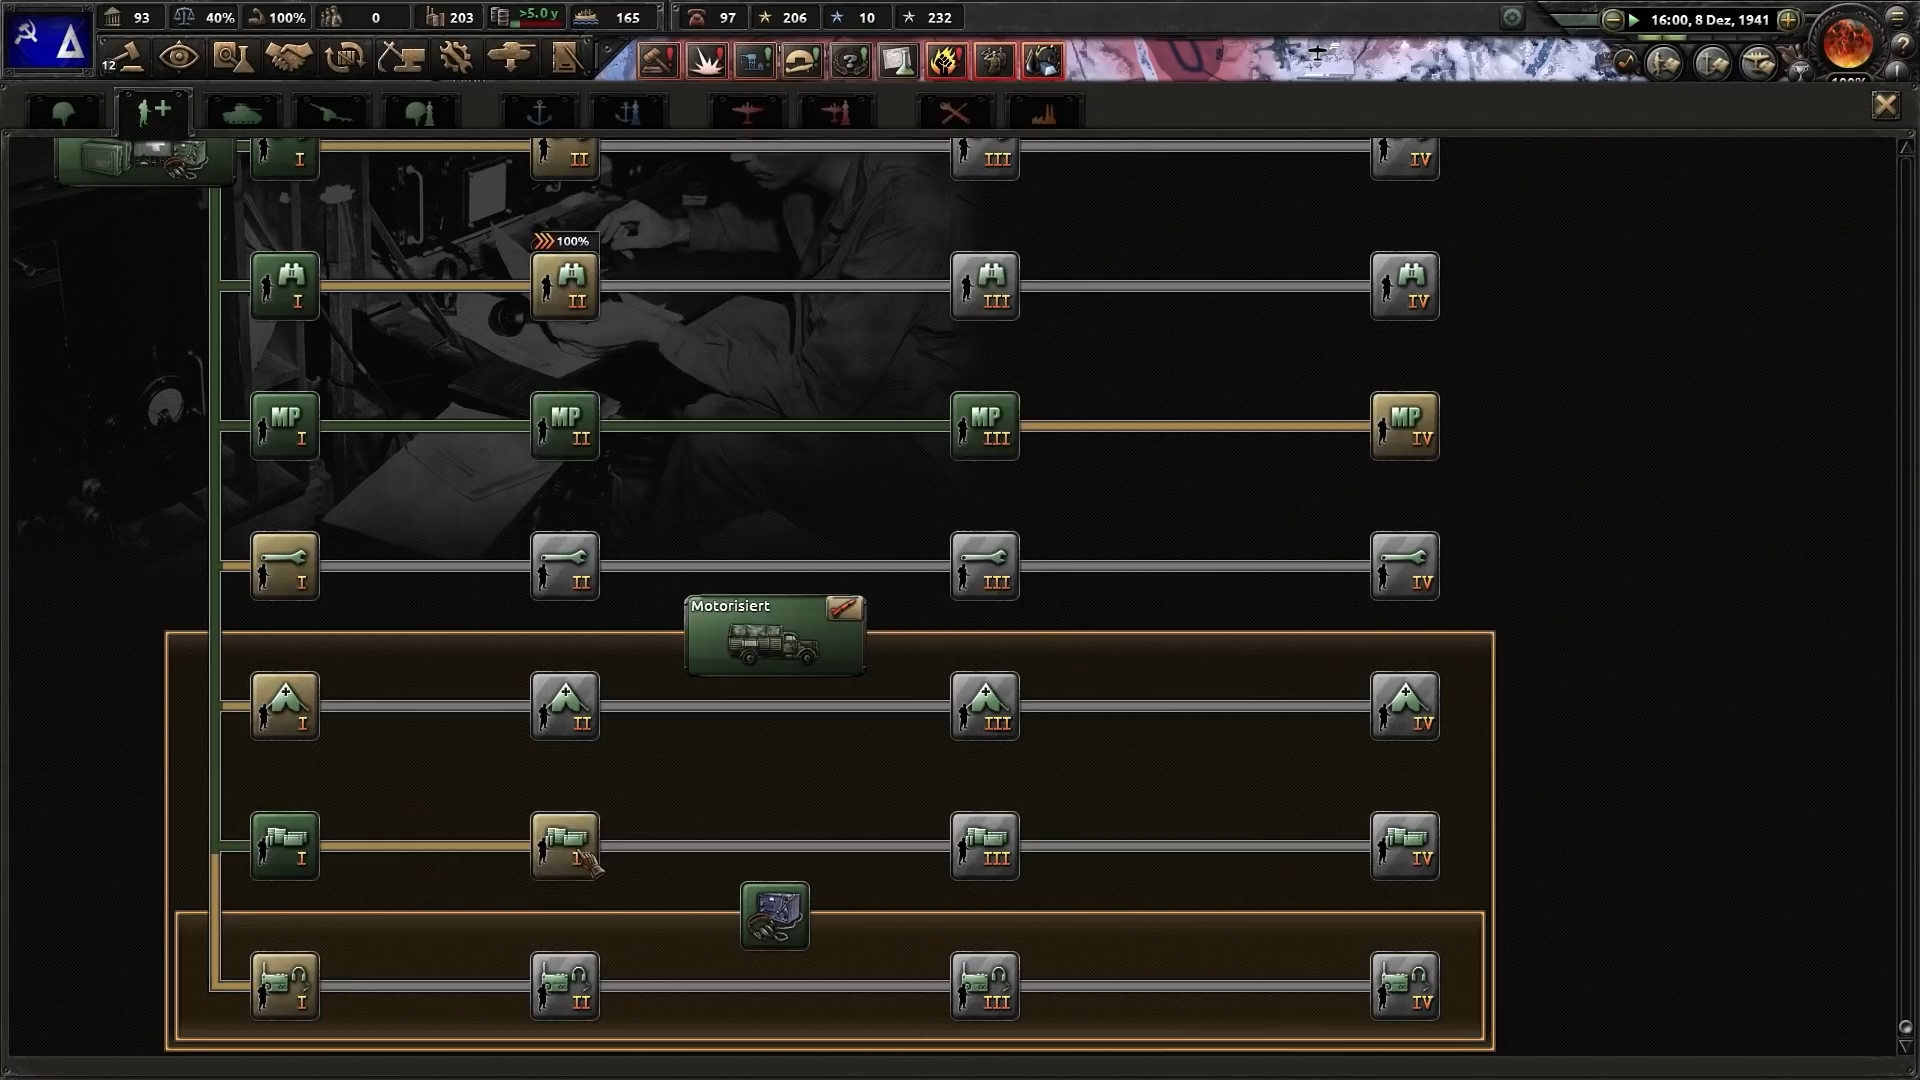 93
40%
100%
0
203
>5.0 y
165
97
206
10
232
16:00, 8 Dez, 1941
12
I
II
III
IV
100%
I
II
III
IV
MP I
MP II
MP III
MP IV
I
II
III
IV
Motorisiert
I
II
III
IV
I
III
IV
I
II
III
IV